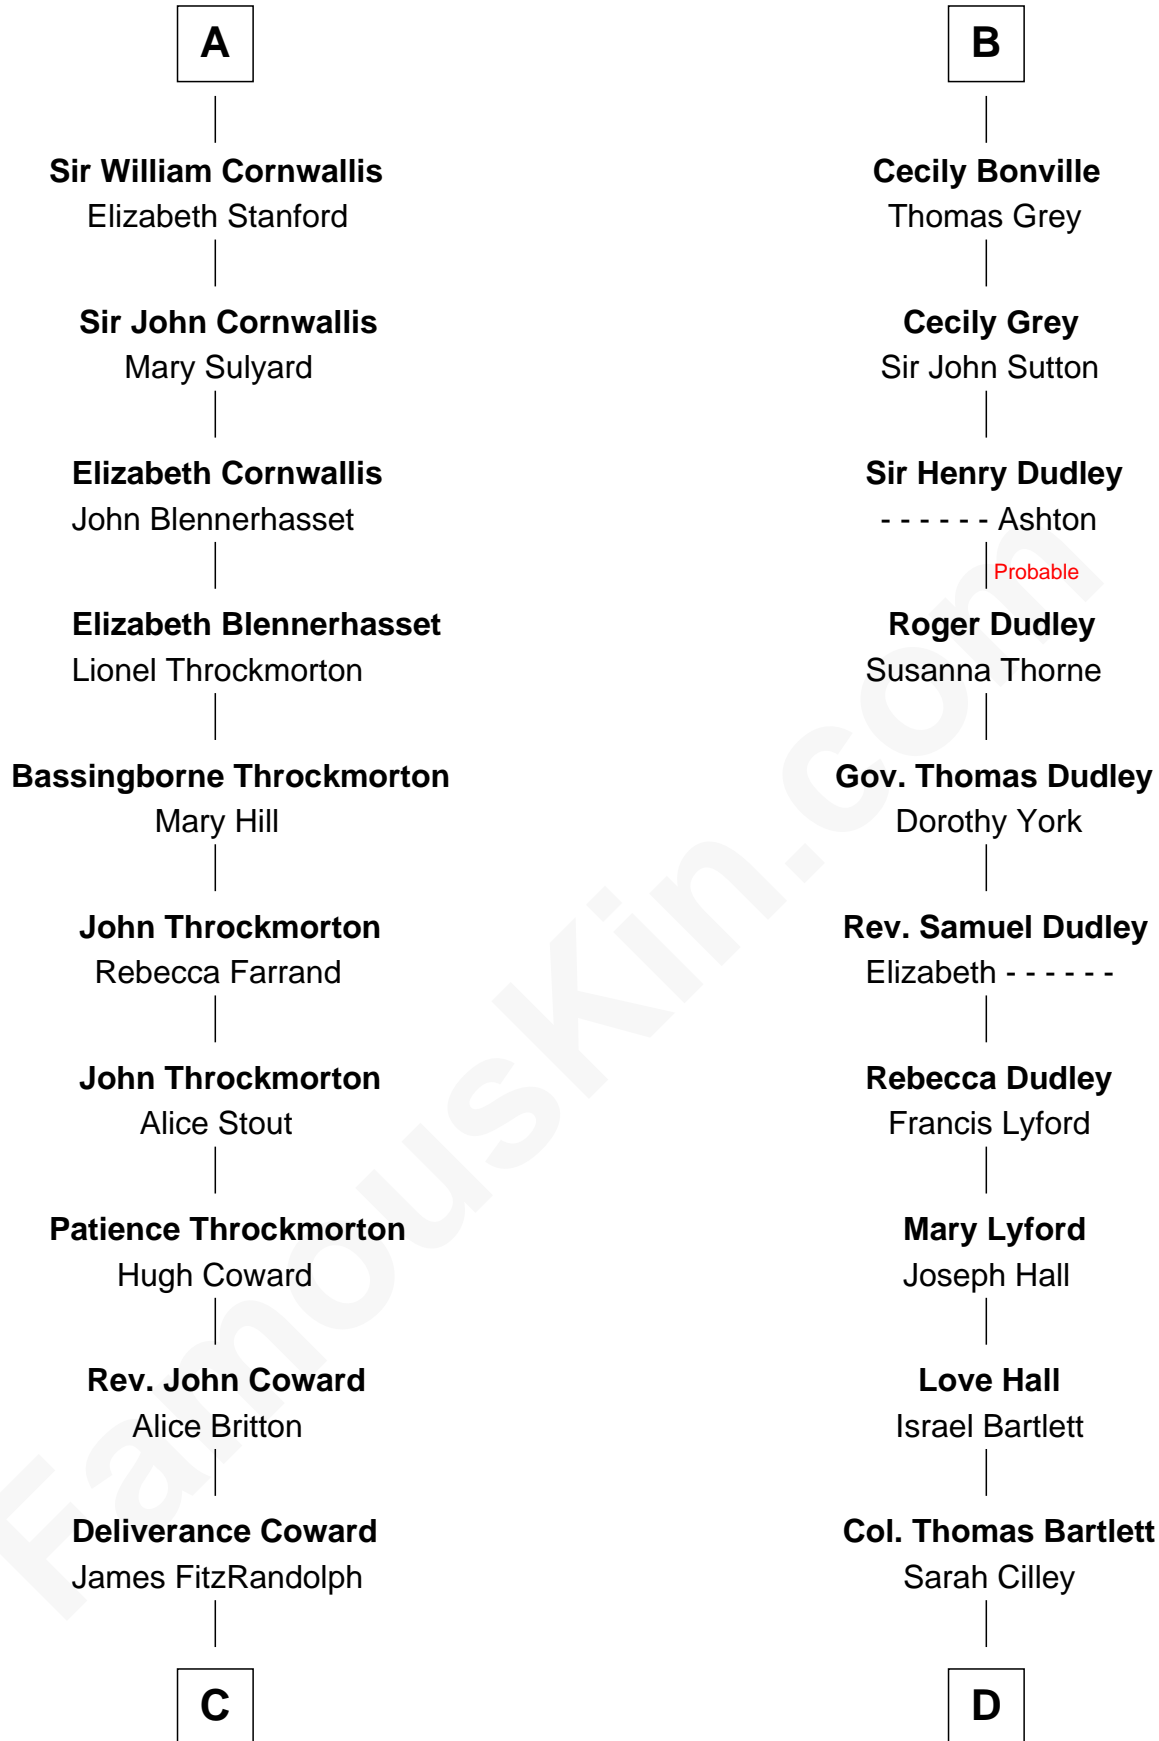 A
Sir William Cornwallis
Elizabeth Stanford
Sir John Cornwallis
Mary Sulyard
Elizabeth Cornwallis
John Blennerhasset
Elizabeth Blennerhasset
Lionel Throckmorton
Bassingborne Throckmorton
Mary Hill
John Throckmorton
Rebecca Farrand
John Throckmorton
Alice Stout
Patience Throckmorton
Hugh Coward
Rev. John Coward
Alice Britton
Deliverance Coward
James FitzRandolph
C
B
Cecily Bonville
Thomas Grey
Cecily Grey
Sir John Sutton
Sir Henry Dudley
- - - - - - Ashton
Probable
Roger Dudley
Susanna Thorne
Gov. Thomas Dudley
Dorothy York
Rev. Samuel Dudley
Elizabeth - - - - - -
Rebecca Dudley
Francis Lyford
Mary Lyford
Joseph Hall
Love Hall
Israel Bartlett
Col. Thomas Bartlett
Sarah Cilley
D
FamousKin.com